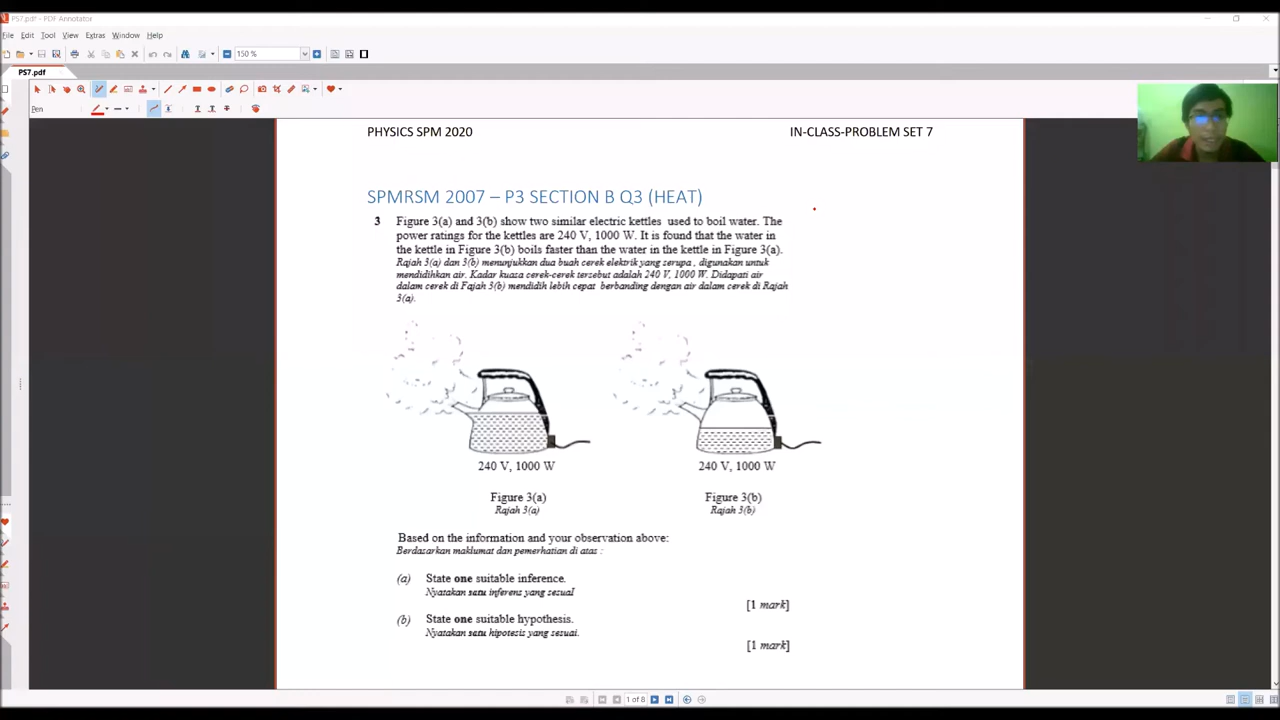 PS7.pdf - PDF Annotator
File Edit Tool View Extras Window Help
150 %
PS7.pdf
Pen
PHYSICS SPM 2020 IN-CLASS-PROBLEM SET 7
SPMRSM 2007 – P3 SECTION B Q3 (HEAT)
3 Figure 3(a) and 3(b) show two similar electric kettles used to boil water. The
power ratings for the kettles are 240 V, 1000 W. It is found that the water in
the kettle in Figure 3(b) boils faster than the water in the kettle in Figure 3(a).
Rajah 3(a) dan 3(b) menunjukkan dua buah cerek elektrik yang serupa , digunakan untuk
mendidihkan air. Kadar kuasa cerek-cerek tersebut adalah 240 V, 1000 W. Didapati air
dalam cerek di Fajah 3(b) mendidih lebih cepat berbanding dengan air dalam cerek di Rajah
3(a).
240 V, 1000 W 240 V, 1000 W
Figure 3(a) Figure 3(b)
Rajah 3(a) Rajah 3(b)
Based on the information and your observation above:
Berdasarkan maklumat dan pemerhatian di atas :
(a) State one suitable inference.
Nyatakan satu inferens yang sesuai
[1 mark]
(b) State one suitable hypothesis.
Nyatakan satu hipotesis yang sesuai.
[1 mark]
1 of 8